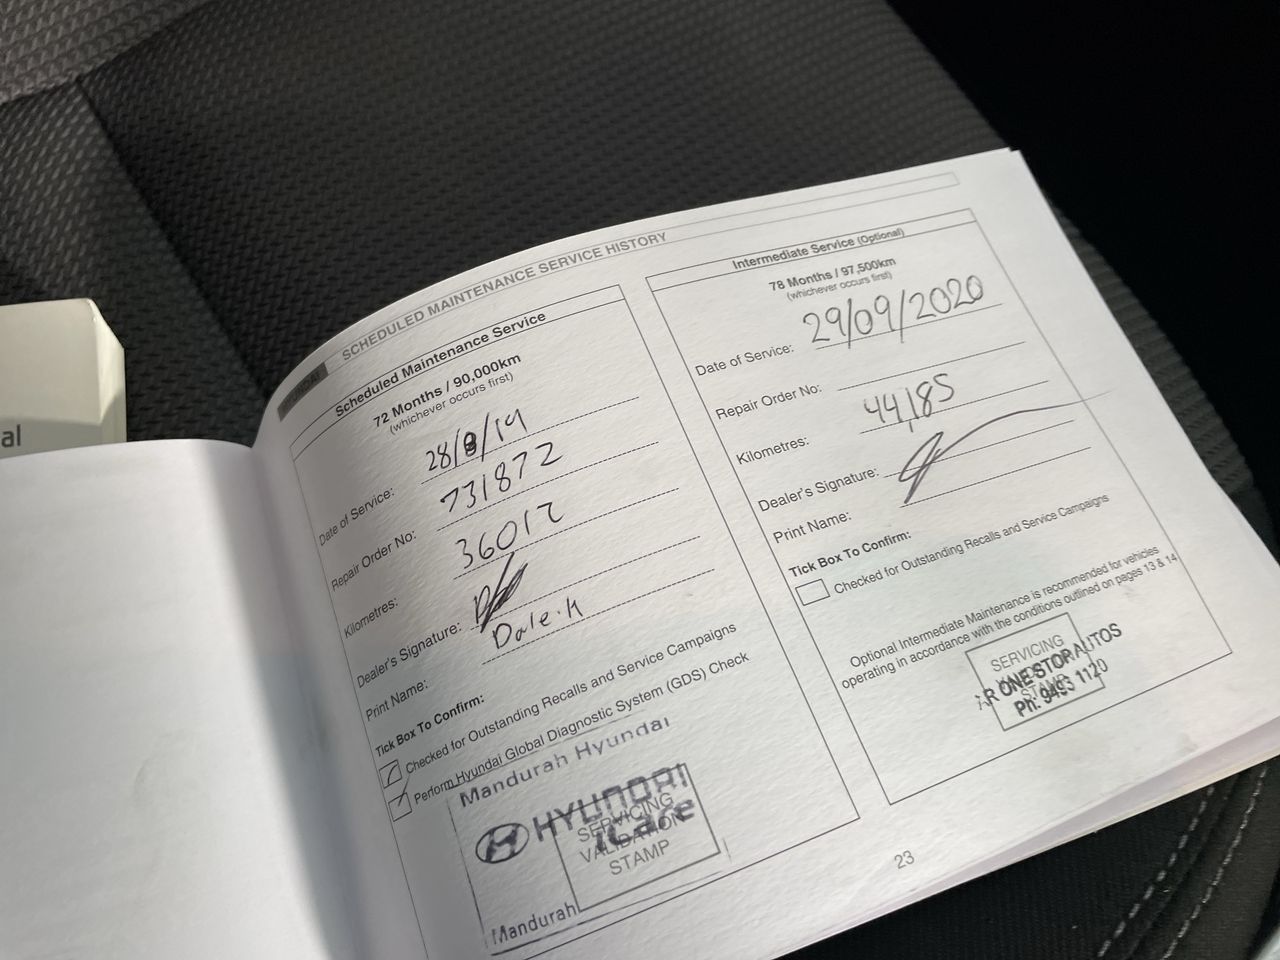 al
HYUNDAI
SCHEDULED MAINTENANCE SERVICE HISTORY
Scheduled Maintenance Service
72 Months / 90,000km
(whichever occurs first)
Date of Service: 28/8/19
Repair Order No: 731872
Kilometres: 36012
Dealer's Signature:
Print Name: Dale.H
Tick Box To Confirm:
Checked for Outstanding Recalls and Service Campaigns
Perform Hyundai Global Diagnostic System (GDS) Check
Mandurah Hyundai
HYUNDAI
iCare
SERVICING
VALIDATION
STAMP
Mandurah
Intermediate Service (Optional)
78 Months / 97,500km
(whichever occurs first)
Date of Service: 29/09/2020
Repair Order No:
Kilometres: 44185
Dealer's Signature:
Print Name:
Tick Box To Confirm:
Checked for Outstanding Recalls and Service Campaigns
Optional Intermediate Maintenance is recommended for vehicles
operating in accordance with the conditions outlined on pages 13 & 14
SERVICING
STAMP
ONE STOP AUTOS
Ph: 9493 1120
23